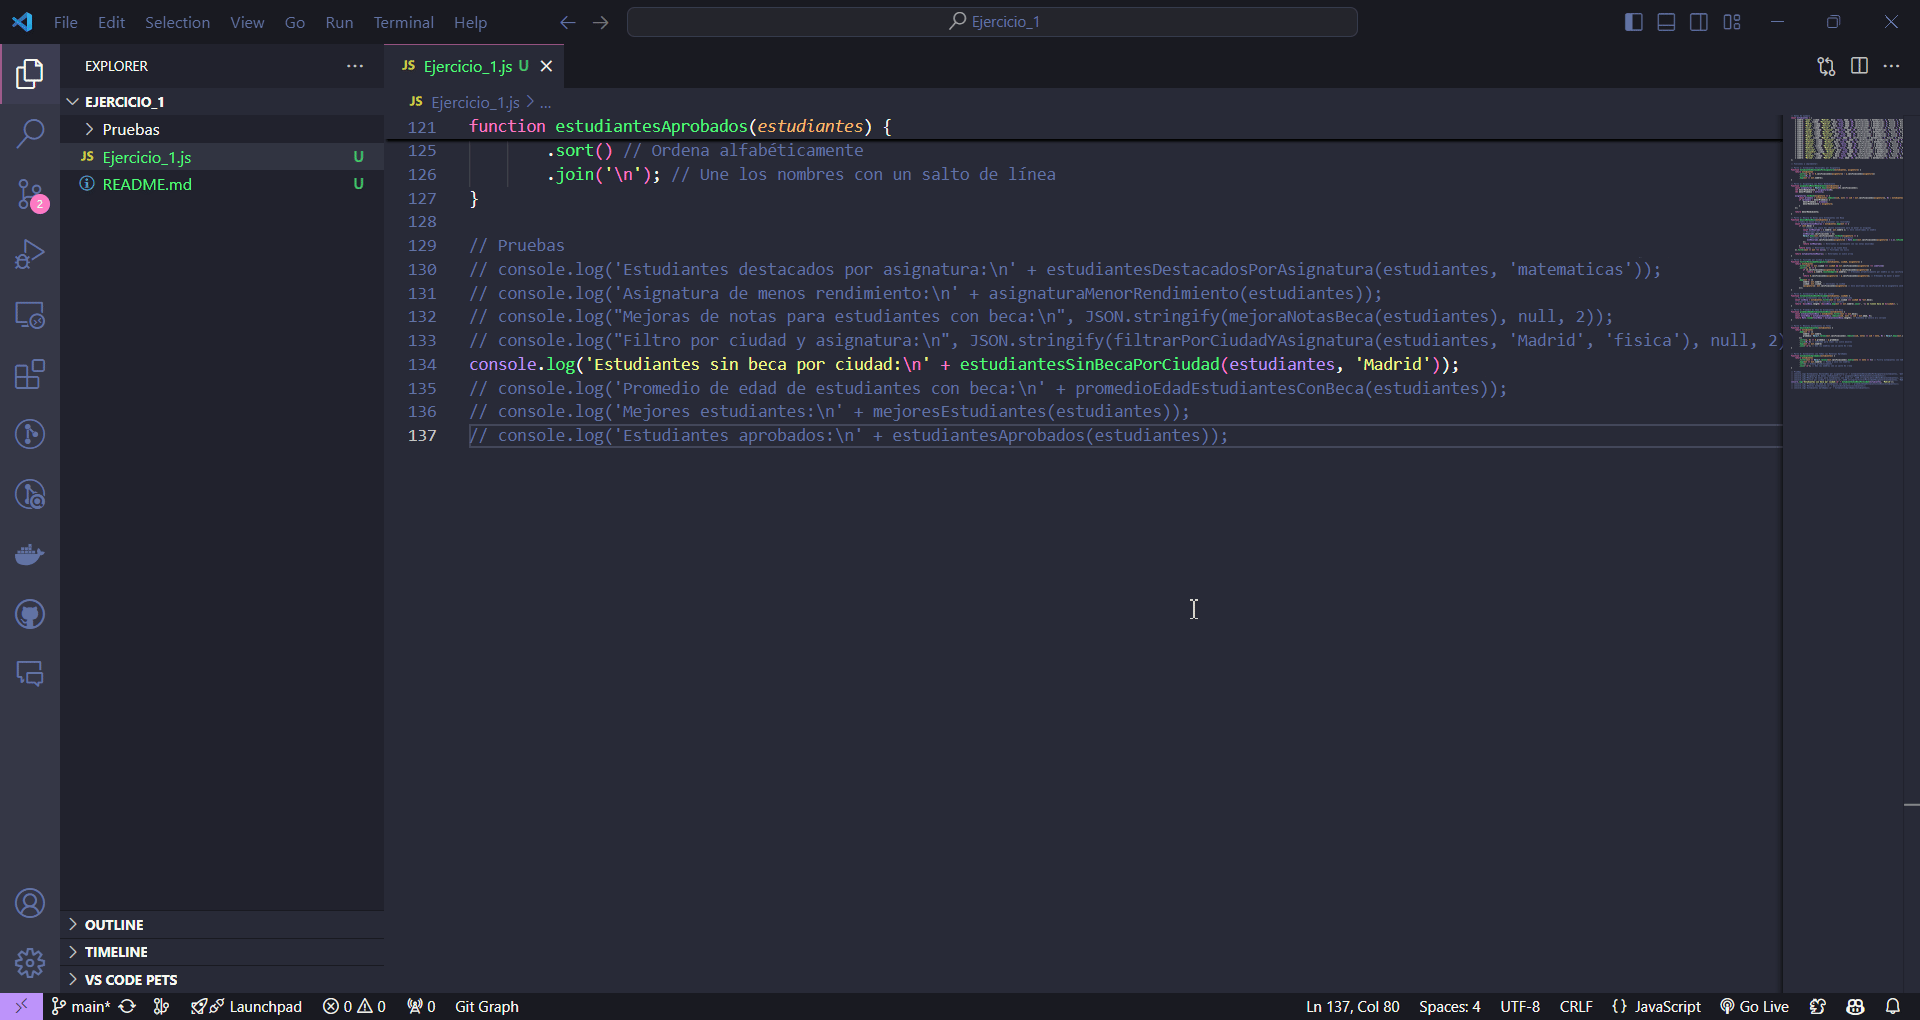 File Edit Selection View Go Run Terminal Help
Ejercicio_1
EXPLORER
EJERCICIO_1
Pruebas
JS Ejercicio_1.js U
README.md U
2
OUTLINE
TIMELINE
VS CODE PETS
JS Ejercicio_1.js U
JS Ejercicio_1.js > ...
121 function estudiantesAprobados(estudiantes) {
125 .sort() // Ordena alfabéticamente
126 .join('\n'); // Une los nombres con un salto de línea
127 }
128
129 // Pruebas
130 // console.log('Estudiantes destacados por asignatura:\n' + estudiantesDestacadosPorAsignatura(estudiantes, 'matematicas'));
131 // console.log('Asignatura de menos rendimiento:\n' + asignaturaMenorRendimiento(estudiantes));
132 // console.log("Mejoras de notas para estudiantes con beca:\n", JSON.stringify(mejoraNotasBeca(estudiantes), null, 2));
133 // console.log("Filtro por ciudad y asignatura:\n", JSON.stringify(filtrarPorCiudadYAsignatura(estudiantes, 'Madrid', 'fisica'), null, 2)
134 console.log('Estudiantes sin beca por ciudad:\n' + estudiantesSinBecaPorCiudad(estudiantes, 'Madrid'));
135 // console.log('Promedio de edad de estudiantes con beca:\n' + promedioEdadEstudiantesConBeca(estudiantes));
136 // console.log('Mejores estudiantes:\n' + mejoresEstudiantes(estudiantes));
137 // console.log('Estudiantes aprobados:\n' + estudiantesAprobados(estudiantes));
main* Launchpad 0 0 0 Git Graph
Ln 137, Col 80 Spaces: 4 UTF-8 CRLF {} JavaScript Go Live